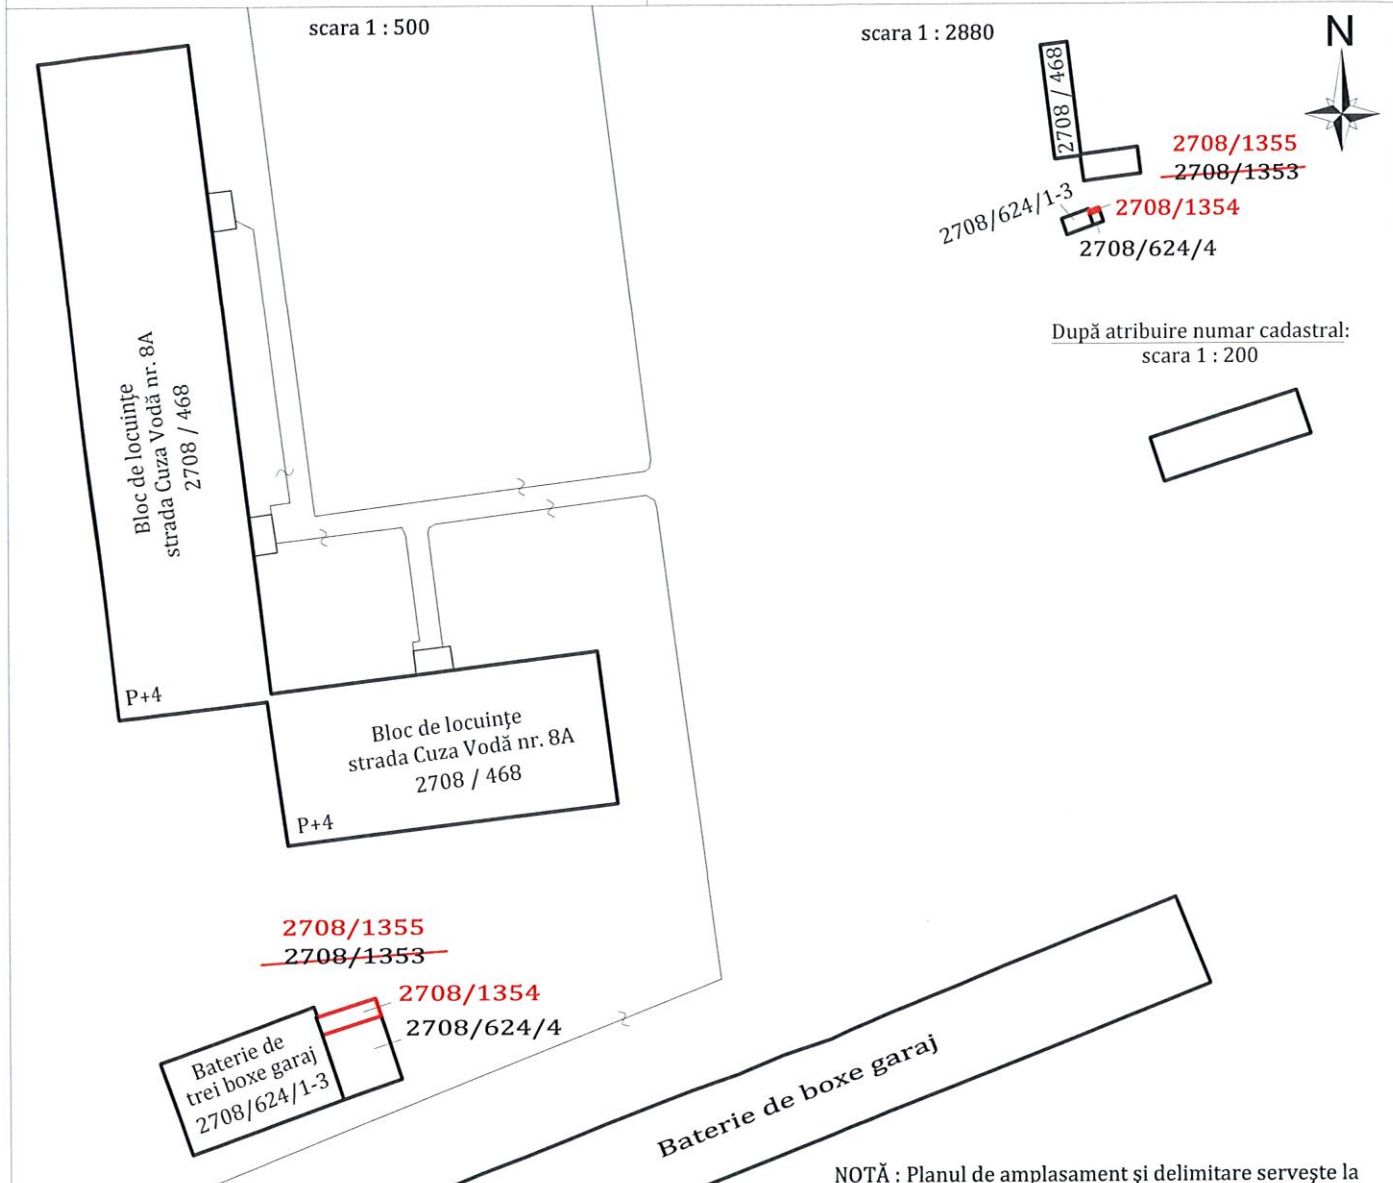 scara 1 : 500
scara 1 : 2880
N
2708 / 468
2708/1355
2708/1353
2708/624/1-3
2708/1354
2708/624/4
După atribuire numar cadastral:
scara 1 : 200
Bloc de locuințe
strada Cuza Vodă nr. 8A
2708 / 468
P+4
Bloc de locuințe
strada Cuza Vodă nr. 8A
2708 / 468
P+4
2708/1355
2708/1353
2708/1354
2708/624/4
Baterie de
trei boxe garaj
2708/624/1-3
Baterie de boxe garaj
NOTĂ : Planul de amplasament și delimitare servește la